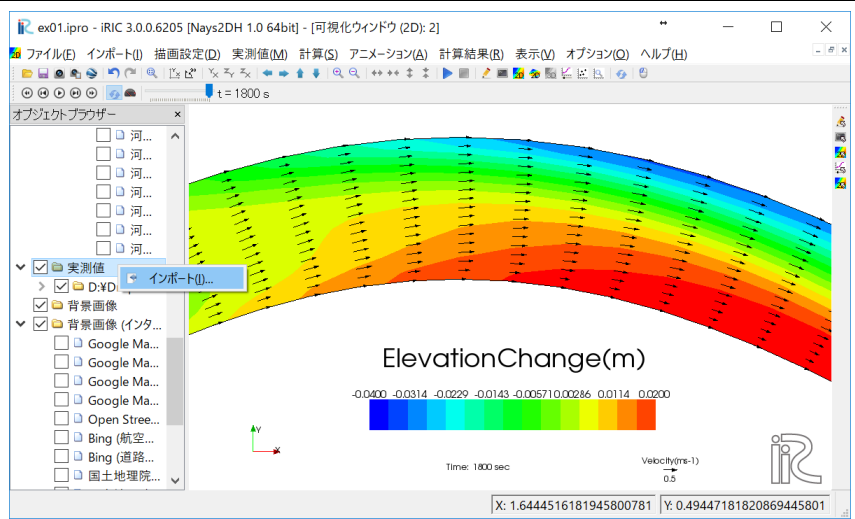 ex01.ipro - iRIC 3.0.0.6205 [Nays2DH 1.0 64bit] - [可視化ウィンドウ (2D): 2]
ファイル(F) インポート(I) 描画設定(D) 実測値(M) 計算(S) アニメーション(A) 計算結果(R) 表示(V) オプション(O) ヘルプ(H)
t = 1800 s
オブジェクトブラウザー
河...
河...
河...
河...
河...
河...
河...
実測値
インポート(I)...
D:¥D
背景画像
背景画像 (インタ...
Google Ma...
Google Ma...
Google Ma...
Google Ma...
Open Stree...
Bing (航空...
Bing (道路...
国土地理院...
ElevationChange(m)
-0.0400 -0.0314 -0.0229 -0.0143 -0.00571 0.00286 0.0114 0.0200
Y
X
Time: 1800 sec
Velocity(ms-1)
0.5
iRIC
X: 1.6444516181945800781 Y: 0.49447181820869445801